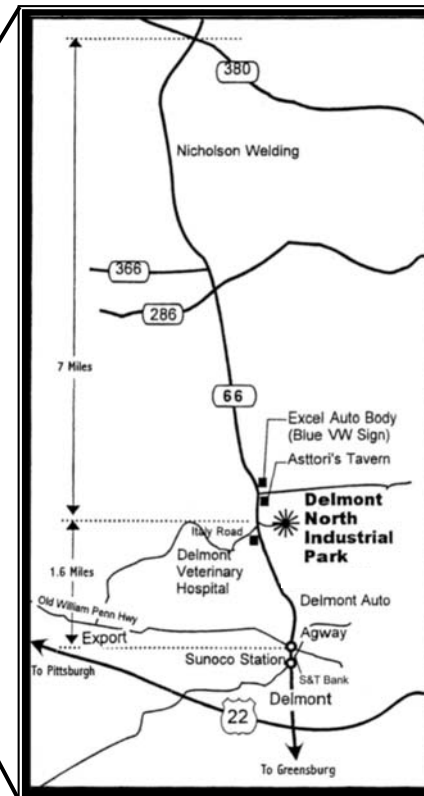 380
Nicholson Welding
366
286
7 Miles
66
Excel Auto Body
(Blue VW Sign)
Asttori's Tavern
Delmont
North
Industrial
Park
Italy Road
Delmont
Veterinary
Hospital
1.6 Miles
Delmont Auto
Old William Penn Hwy
Export
Agway
Sunoco Station
To Pittsburgh
S&T Bank
Delmont
22
To Greensburg